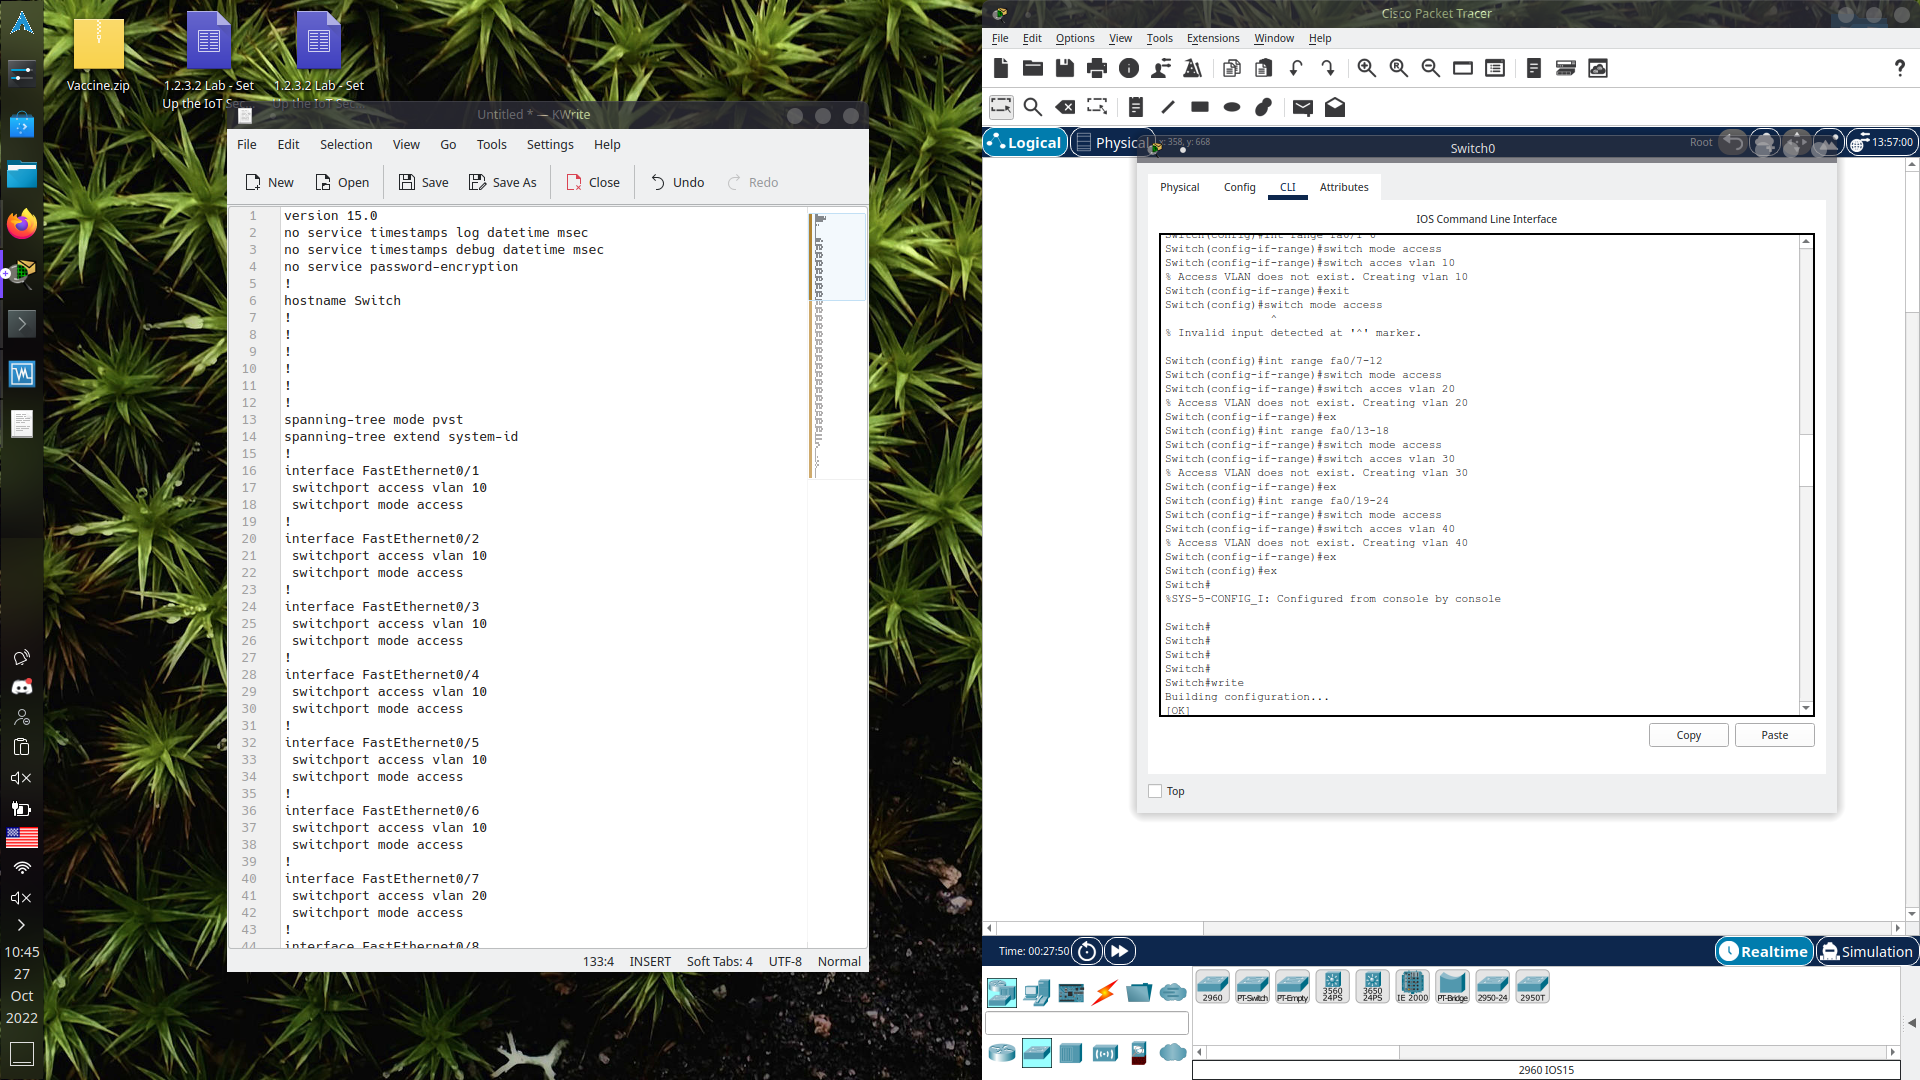 Vaccine.zip
1.2.3.2 Lab - Set
Up the IoT Sec...
1.2.3.2 Lab - Set
Up the IoT Sec...
10:45
27
Oct
2022
Untitled * — KWrite
File Edit Selection View Go Tools Settings Help
New Open Save Save As Close Undo Redo
1 version 15.0
2 no service timestamps log datetime msec
3 no service timestamps debug datetime msec
4 no service password-encryption
5 !
6 hostname Switch
7 !
8 !
9 !
10 !
11 !
12 !
13 spanning-tree mode pvst
14 spanning-tree extend system-id
15 !
16 interface FastEthernet0/1
17 switchport access vlan 10
18 switchport mode access
19 !
20 interface FastEthernet0/2
21 switchport access vlan 10
22 switchport mode access
23 !
24 interface FastEthernet0/3
25 switchport access vlan 10
26 switchport mode access
27 !
28 interface FastEthernet0/4
29 switchport access vlan 10
30 switchport mode access
31 !
32 interface FastEthernet0/5
33 switchport access vlan 10
34 switchport mode access
35 !
36 interface FastEthernet0/6
37 switchport access vlan 10
38 switchport mode access
39 !
40 interface FastEthernet0/7
41 switchport access vlan 20
42 switchport mode access
43 !
44 interface FastEthernet0/8
133:4 INSERT Soft Tabs: 4 UTF-8 Normal
Cisco Packet Tracer
File Edit Options View Tools Extensions Window Help
Logical Physical x: 358, y: 668 Root 13:57:00
Switch0
Physical Config CLI Attributes
IOS Command Line Interface
Switch(config)#int range fa0/1-6
Switch(config-if-range)#switch mode access
Switch(config-if-range)#switch acces vlan 10
% Access VLAN does not exist. Creating vlan 10
Switch(config-if-range)#exit
Switch(config)#switch mode access
^
% Invalid input detected at '^' marker.
Switch(config)#int range fa0/7-12
Switch(config-if-range)#switch mode access
Switch(config-if-range)#switch acces vlan 20
% Access VLAN does not exist. Creating vlan 20
Switch(config-if-range)#ex
Switch(config)#int range fa0/13-18
Switch(config-if-range)#switch mode access
Switch(config-if-range)#switch acces vlan 30
% Access VLAN does not exist. Creating vlan 30
Switch(config-if-range)#ex
Switch(config)#int range fa0/19-24
Switch(config-if-range)#switch mode access
Switch(config-if-range)#switch acces vlan 40
% Access VLAN does not exist. Creating vlan 40
Switch(config-if-range)#ex
Switch(config)#ex
Switch#
%SYS-5-CONFIG_I: Configured from console by console
Switch#
Switch#
Switch#
Switch#
Switch#write
Building configuration...
[OK]
Copy Paste
Top
Time: 00:27:50 Realtime Simulation
2960 PT-Switch PT-Empty 3560 24PS 3650 24PS IE 2000 PT-Bridge 2950-24 2950T
2960 IOS15